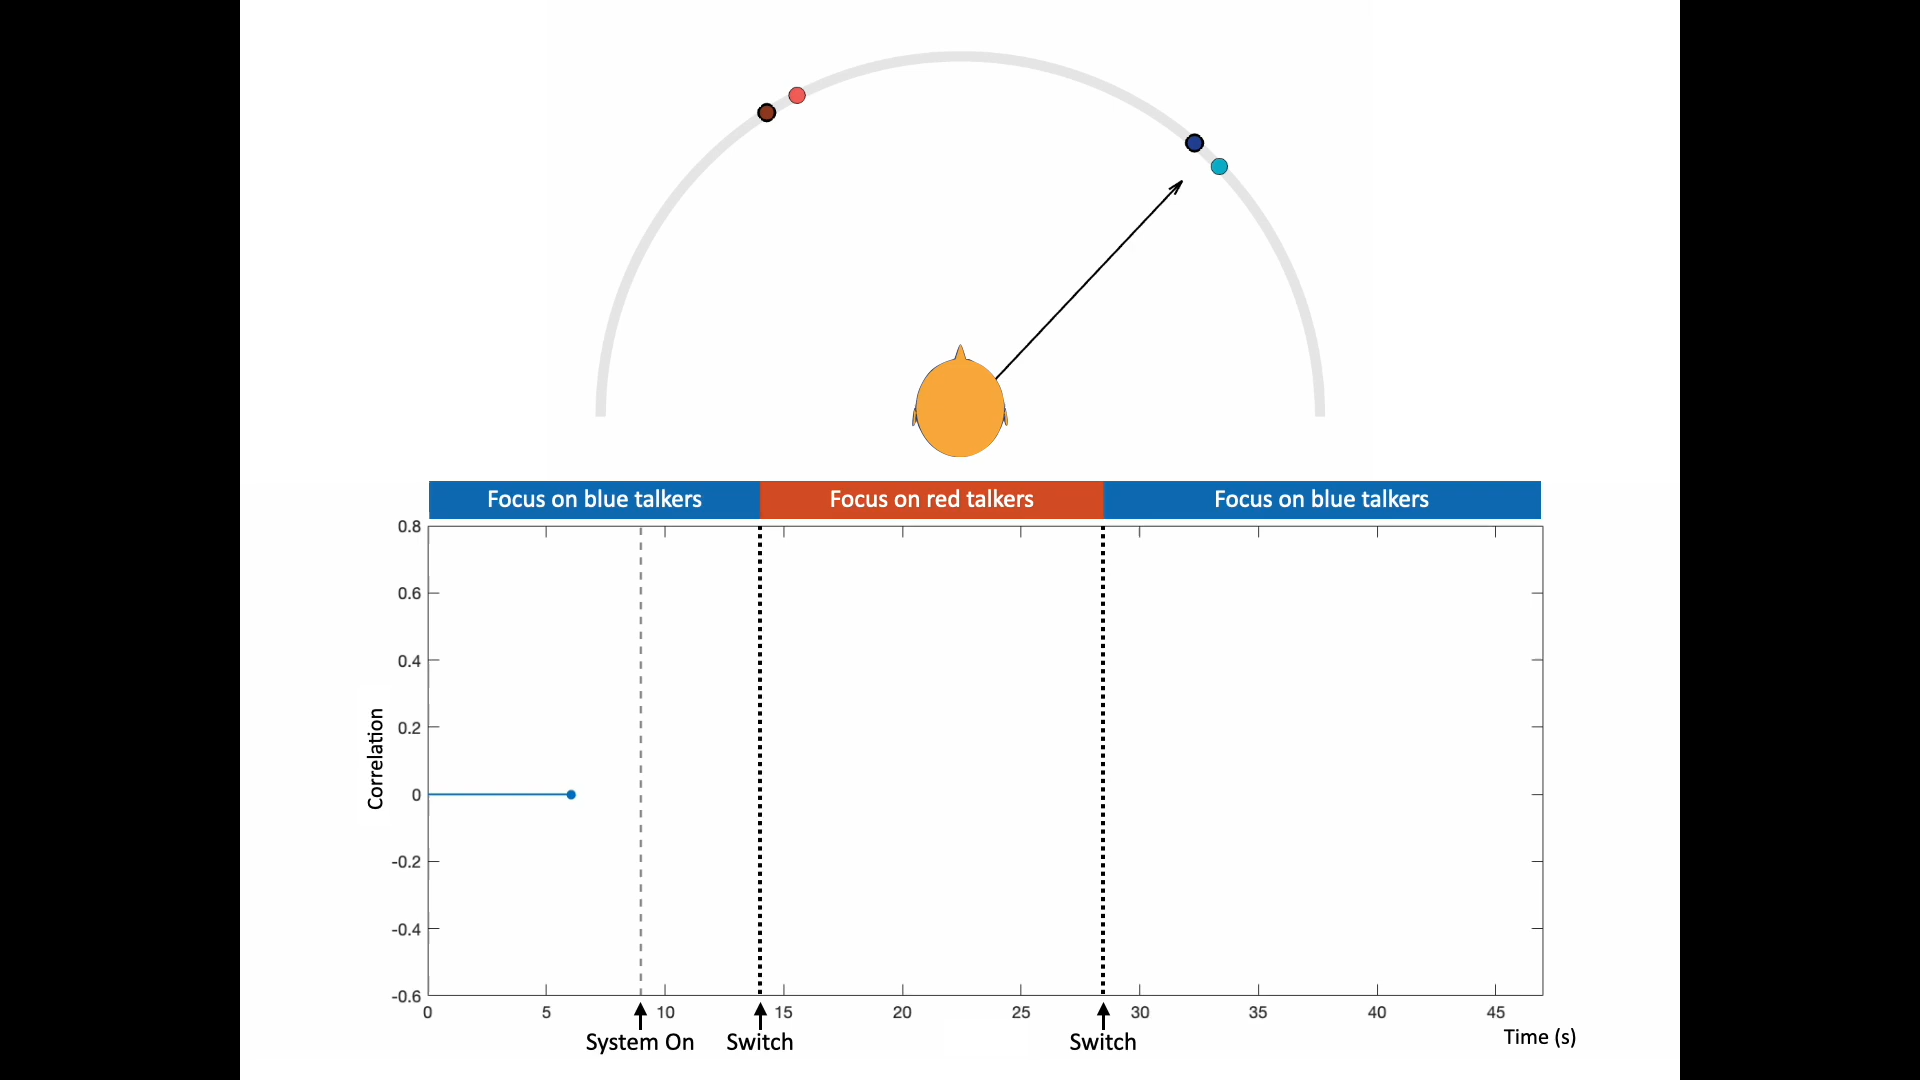 Focus on blue talkers Focus on red talkers Focus on blue talkers
0.8
0.6
0.4
0.2
0
-0.2
-0.4
-0.6
Correlation
0 5 10 15 20 25 30 35 40 45
System On Switch Switch Time (s)